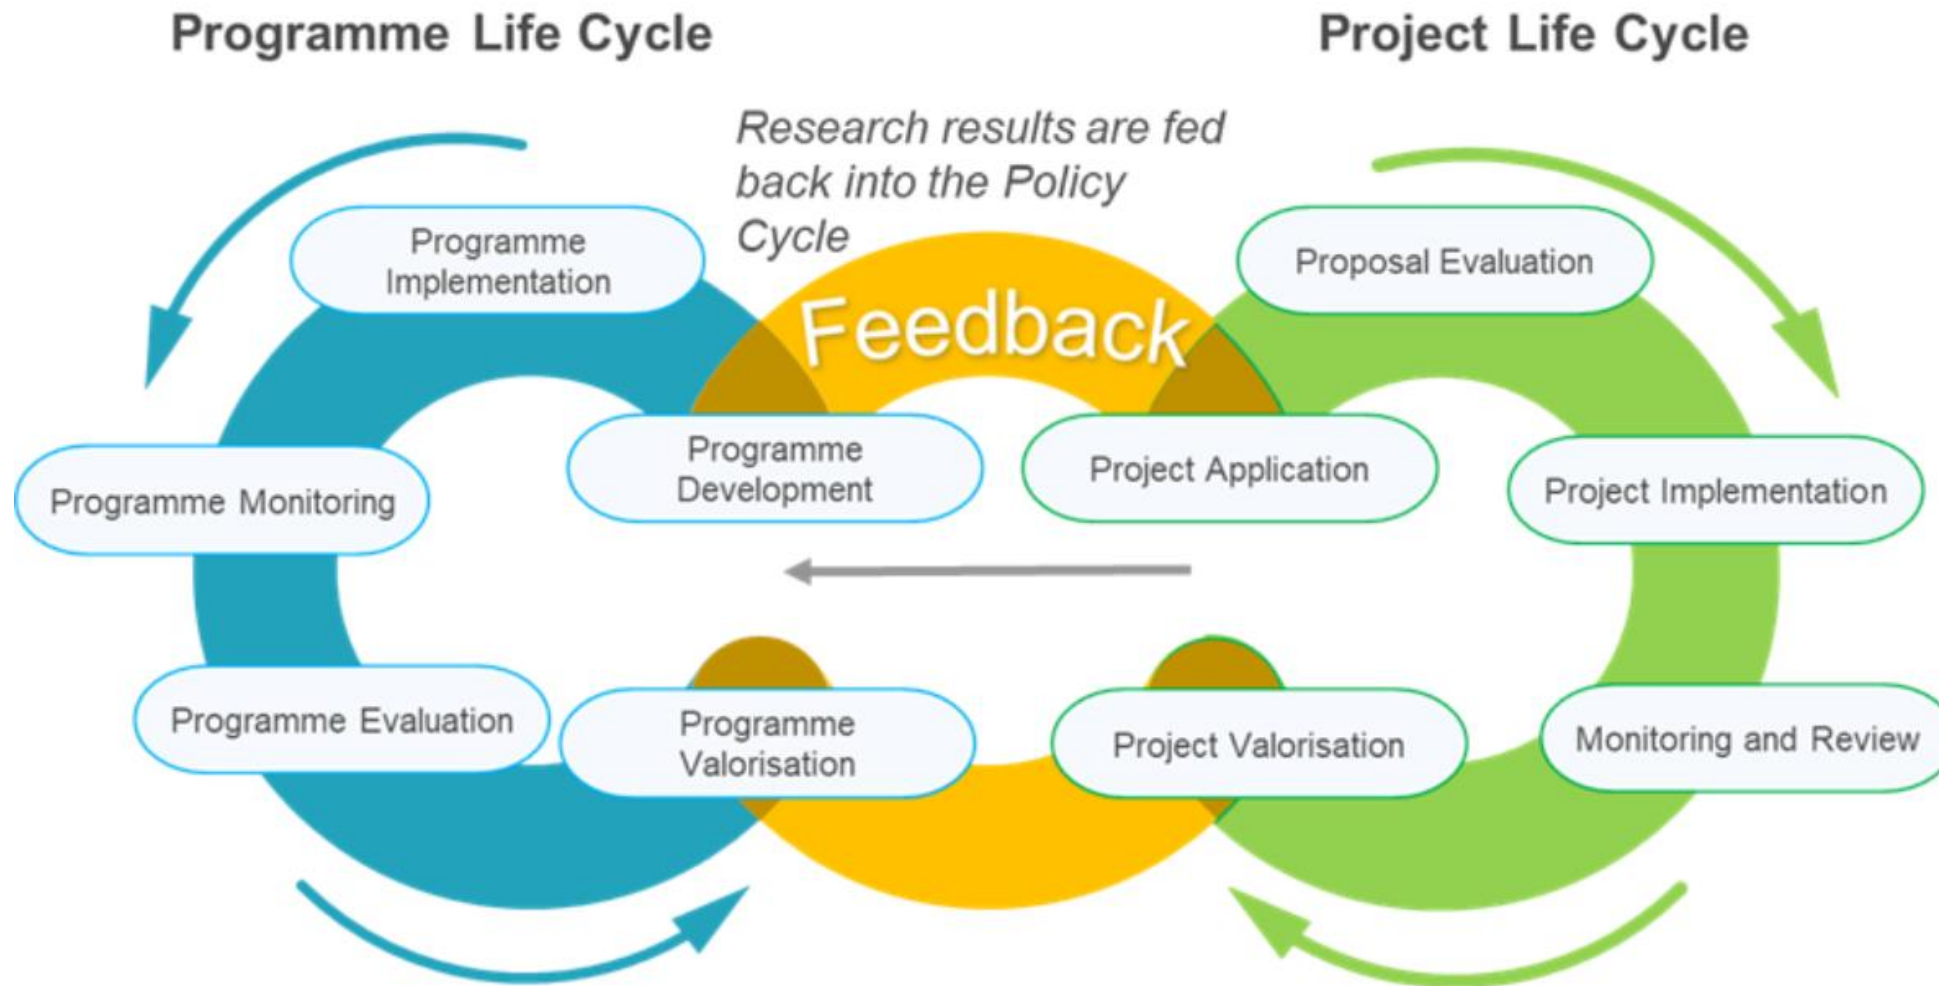 Programme Life Cycle
Project Life Cycle
Research results are fed
back into the Policy
Cycle
Feedback
Programme
Implementation
Proposal Evaluation
Programme
Development
Project Application
Programme Monitoring
Project Implementation
Programme Evaluation
Programme
Valorisation
Project Valorisation
Monitoring and Review